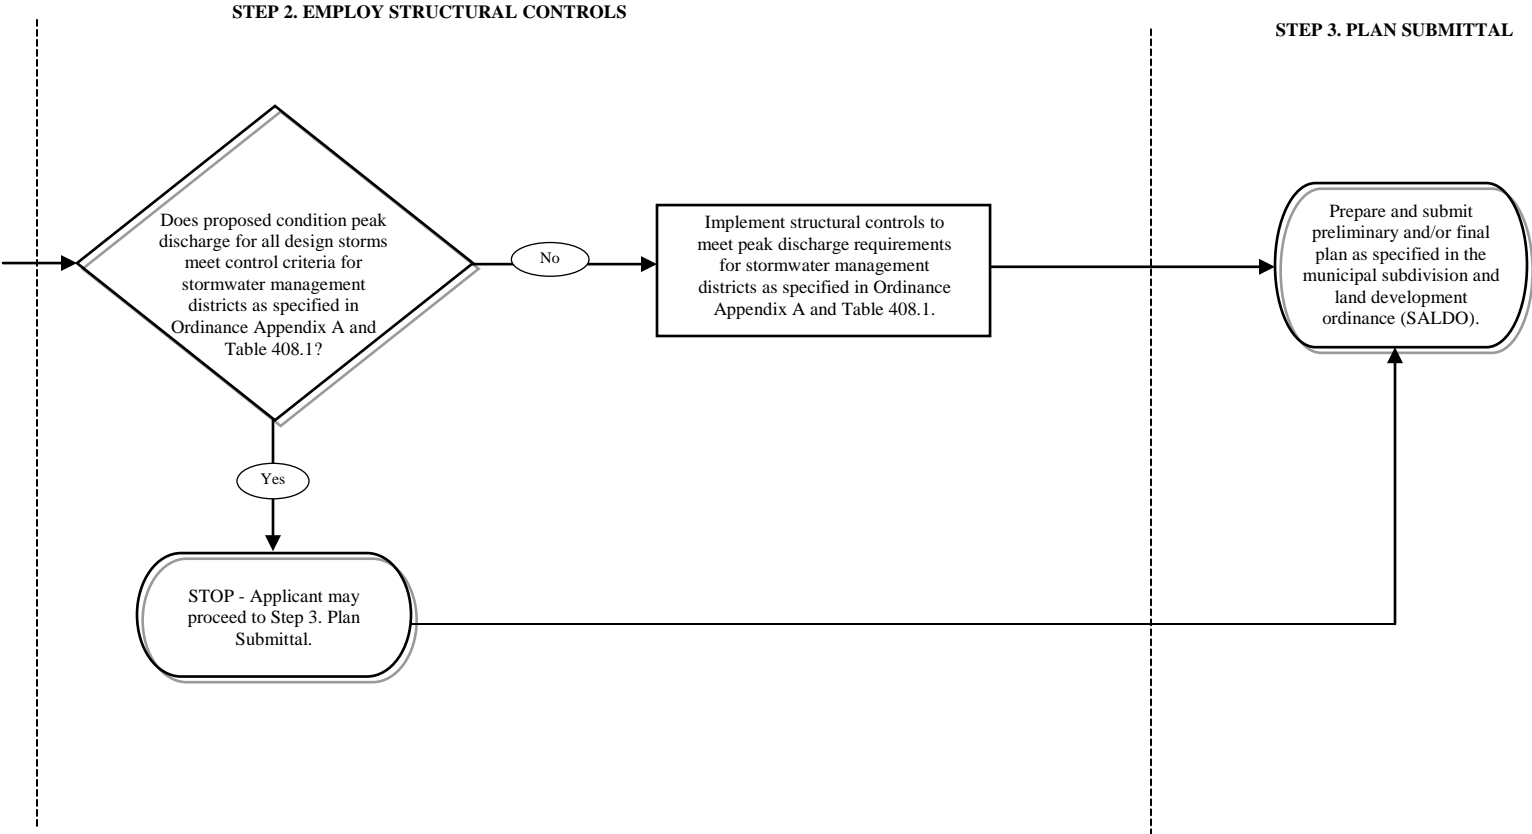 STEP 2. EMPLOY STRUCTURAL CONTROLS
STEP 3. PLAN SUBMITTAL
Does proposed condition peak
discharge for all design storms
meet control criteria for
stormwater management
districts as specified in
Ordinance Appendix A and
Table 408.1?
No
Implement structural controls to
meet peak discharge requirements
for stormwater management
districts as specified in Ordinance
Appendix A and Table 408.1.
Prepare and submit
preliminary and/or final
plan as specified in the
municipal subdivision and
land development
ordinance (SALDO).
Yes
STOP - Applicant may
proceed to Step 3. Plan
Submittal.